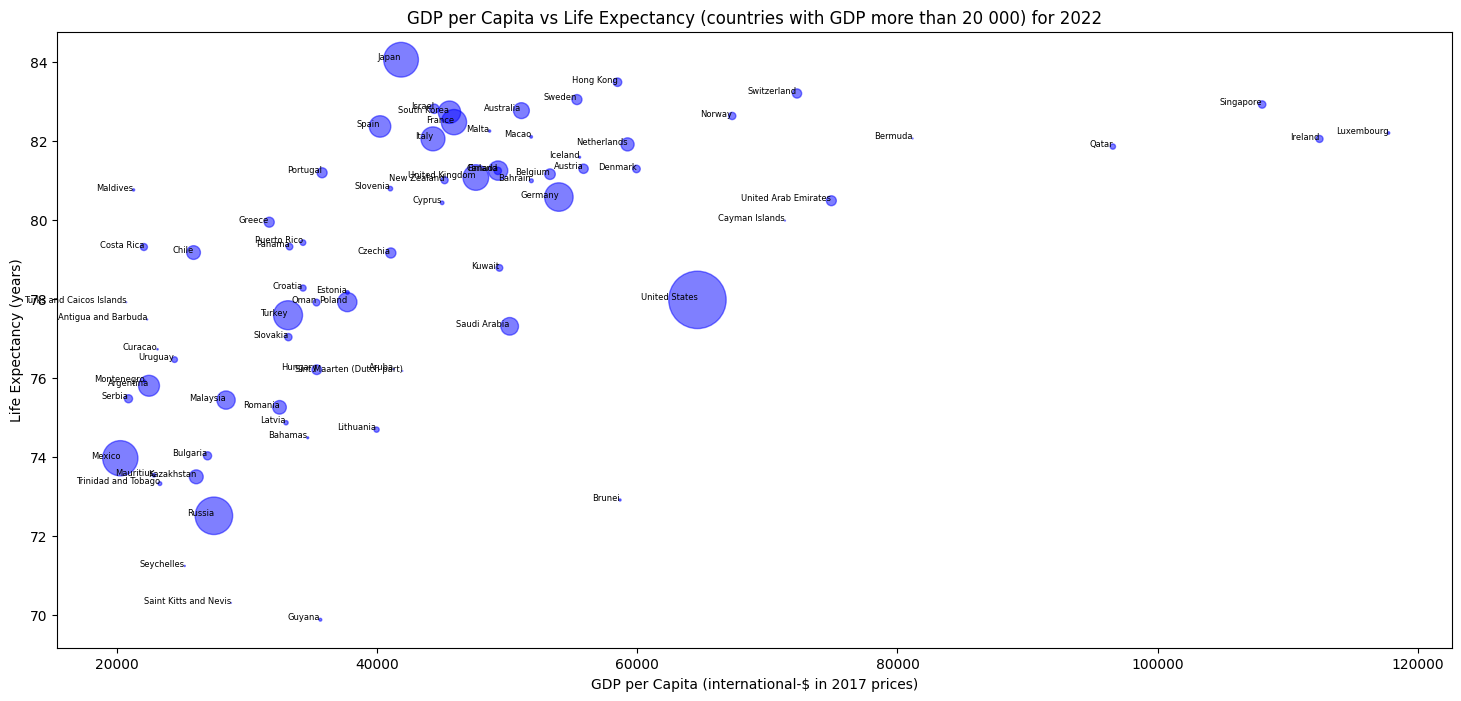 GDP per Capita vs Life Expectancy (countries with GDP more than 20 000) for 2022
Life Expectancy (years)
84
82
80
78
76
74
72
70
Japan
Hong Kong
Switzerland
Sweden
Singapore
Israel
South Korea
Australia
Norway
France
Spain
Malta
Macao
Italy
Netherlands
Bermuda
Ireland
Luxembourg
Qatar
Iceland
Portugal
United Kingdom
Belgium
Austria
Denmark
New Zealand
Bahrain
Maldives
Slovenia
Cyprus
Germany
United Arab Emirates
Greece
Cayman Islands
Costa Rica
Chile
Puerto Rico
Panama
Czechia
Kuwait
Croatia
Estonia
Turks and Caicos Islands
Oman
Poland
United States
Antigua and Barbuda
Turkey
Saudi Arabia
Slovakia
Curacao
Uruguay
Hungary
Aruba
Sint Maarten (Dutch part)
Montenegro
Argentina
Serbia
Malaysia
Romania
Latvia
Lithuania
Bahamas
Mexico
Bulgaria
Mauritius
Kazakhstan
Trinidad and Tobago
Brunei
Russia
Seychelles
Saint Kitts and Nevis
Guyana
20000
40000
60000
80000
100000
120000
GDP per Capita (international-$ in 2017 prices)